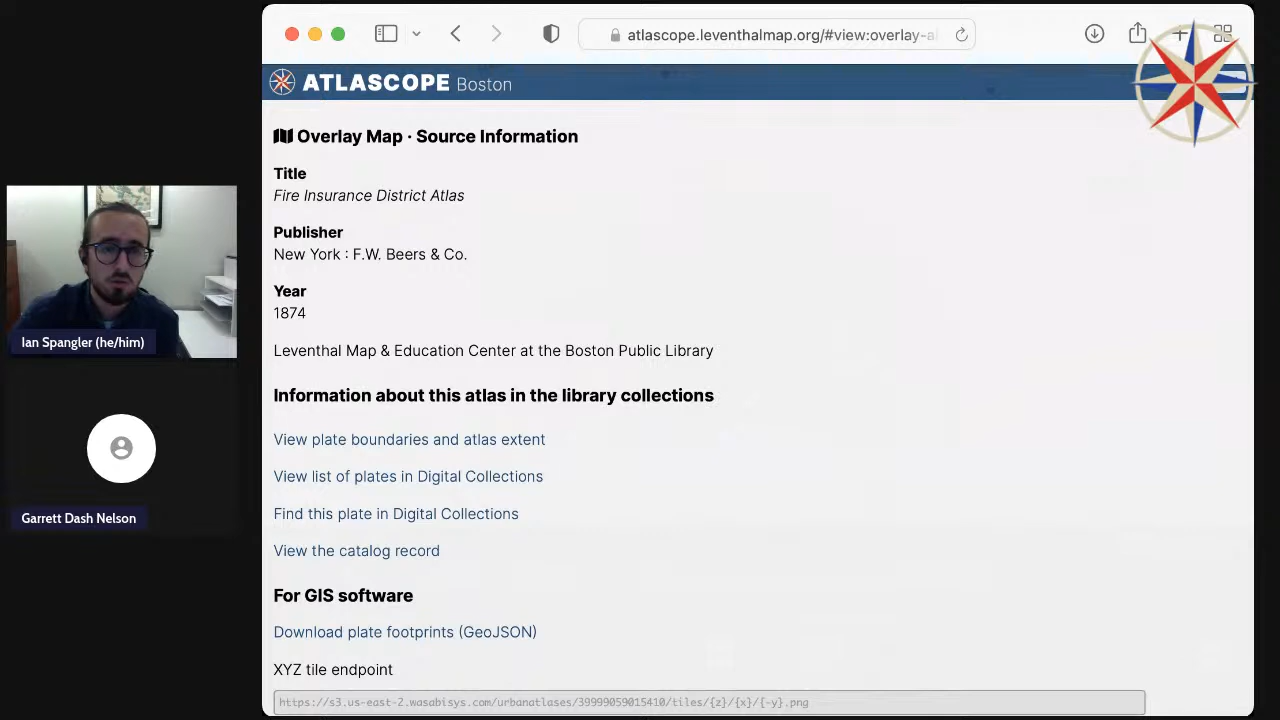 atlascope.leventhalmap.org/#view:overlay-a
ATLASCOPE Boston
Overlay Map · Source Information
Title
Fire Insurance District Atlas
Publisher
New York : F.W. Beers & Co.
Year
1874
Leventhal Map & Education Center at the Boston Public Library
Information about this atlas in the library collections
View plate boundaries and atlas extent
View list of plates in Digital Collections
Find this plate in Digital Collections
View the catalog record
For GIS software
Download plate footprints (GeoJSON)
XYZ tile endpoint
https://s3.us-east-2.wasabisys.com/urbanatlases/39999059015410/tiles/{z}/{x}/{-y}.png
Ian Spangler (he/him)
Garrett Dash Nelson